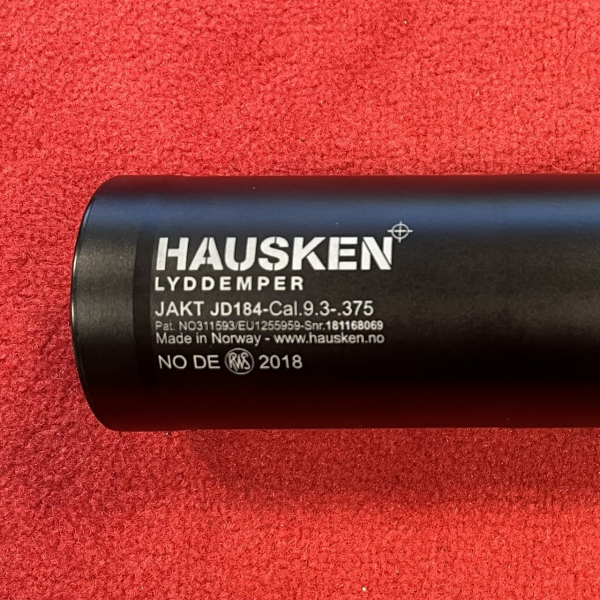 HAUSKEN
LYDDEMPER
JAKT JD184-Cal.9.3-.375
Pat. NO311593/EU1255959-Snr.181168069
Made in Norway - www.hausken.no
NO DE RWS 2018